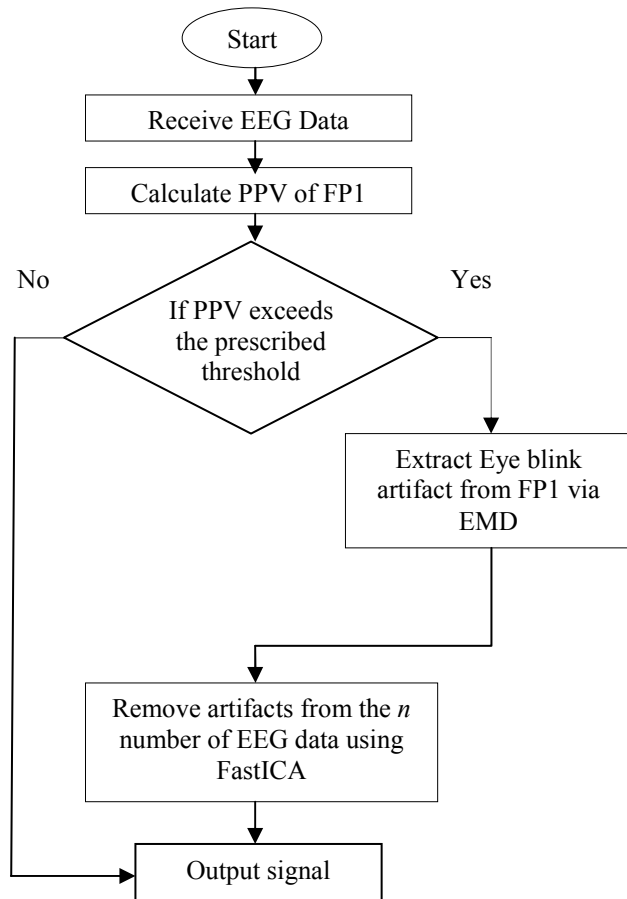 Start
Receive EEG Data
Calculate PPV of FP1
No
Yes
If PPV exceeds
the prescribed
threshold
Extract Eye blink
artifact from FP1 via
EMD
Remove artifacts from the n
number of EEG data using
FastICA
Output signal